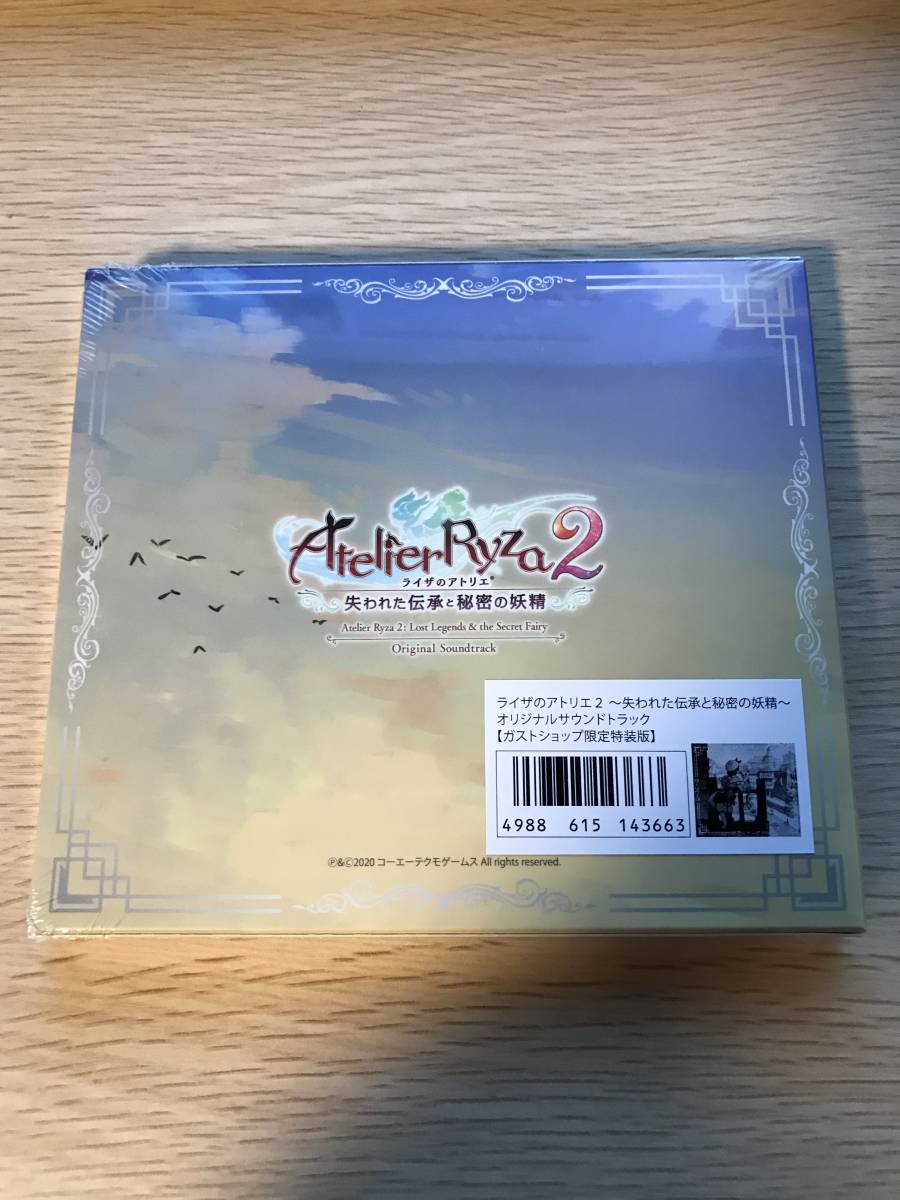 Atelier Ryza 2
ライザのアトリエ®
失われた伝承と秘密の妖精
Atelier Ryza 2: Lost Legends & the Secret Fairy
Original Soundtrack
ライザのアトリエ2 ~失われた伝承と秘密の妖精~
オリジナルサウンドトラック
【ガストショップ限定特装版】
4988 615 143663
Ⓟ&Ⓒ2020 コーエーテクモゲームス All rights reserved.